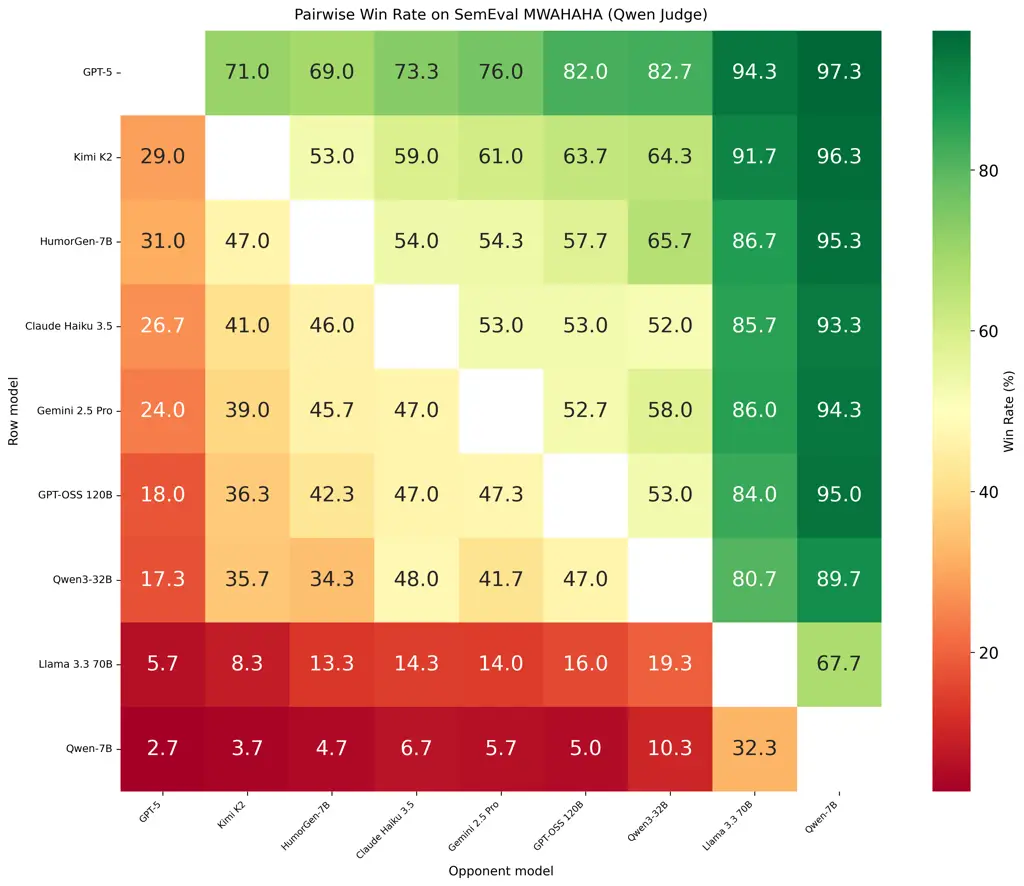 Pairwise Win Rate on SemEval MWAHAHA (Qwen Judge)
GPT-5 71.0 69.0 73.3 76.0 82.0 82.7 94.3 97.3
Kimi K2 29.0 53.0 59.0 61.0 63.7 64.3 91.7 96.3
HumorGen-7B 31.0 47.0 54.0 54.3 57.7 65.7 86.7 95.3
Claude Haiku 3.5 26.7 41.0 46.0 53.0 53.0 52.0 85.7 93.3
Gemini 2.5 Pro 24.0 39.0 45.7 47.0 52.7 58.0 86.0 94.3
GPT-OSS 120B 18.0 36.3 42.3 47.0 47.3 53.0 84.0 95.0
Qwen3-32B 17.3 35.7 34.3 48.0 41.7 47.0 80.7 89.7
Llama 3.3 70B 5.7 8.3 13.3 14.3 14.0 16.0 19.3 67.7
Qwen-7B 2.7 3.7 4.7 6.7 5.7 5.0 10.3 32.3
GPT-5 Kimi K2 HumorGen-7B Claude Haiku 3.5 Gemini 2.5 Pro GPT-OSS 120B Qwen3-32B Llama 3.3 70B Qwen-7B
Opponent model
Row model
80
60
40
20
Win Rate (%)